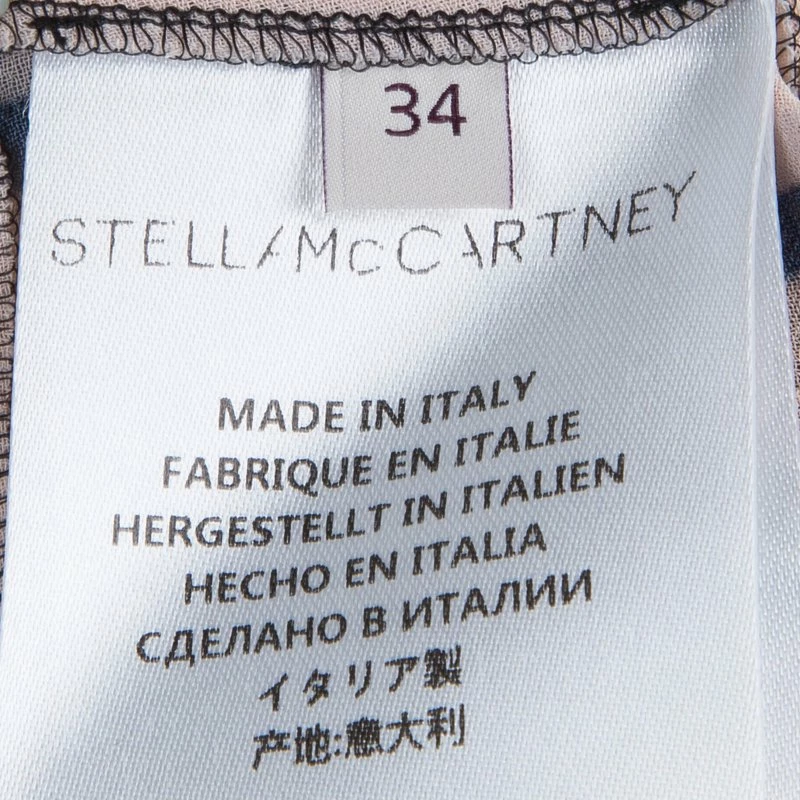 34
STELLAMcCARTNEY
MADE IN ITALY
FABRIQUE EN ITALIE
HERGESTELLT IN ITALIEN
HECHO EN ITALIA
СДЕЛАНО В ИТАЛИИ
イタリア製
产地:意大利